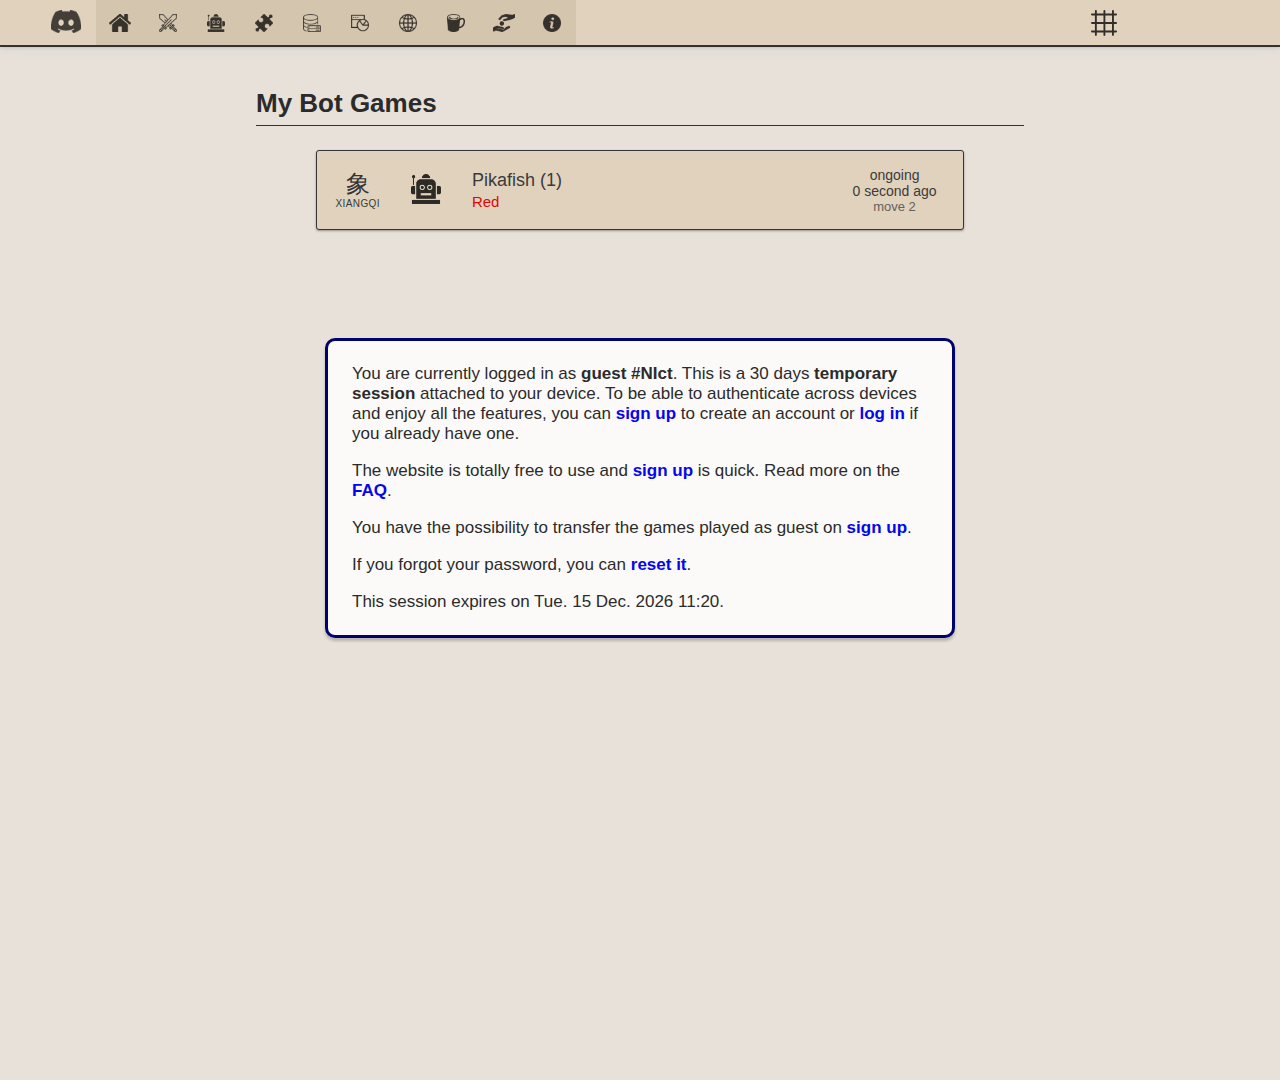 My Bot Games
象
XIANGQI
Pikafish (1)
Red
ongoing
0 second ago
move 2
You are currently logged in as guest #NIct. This is a 30 days temporary
session attached to your device. To be able to authenticate across devices
and enjoy all the features, you can sign up to create an account or log in if
you already have one.
The website is totally free to use and sign up is quick. Read more on the
FAQ.
You have the possibility to transfer the games played as guest on sign up.
If you forgot your password, you can reset it.
This session expires on Tue. 15 Dec. 2026 11:20.